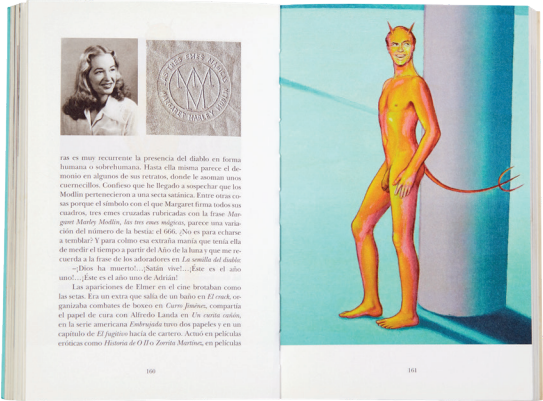 ras es muy recurrente la presencia del diablo en forma
humana o sobrehumana. Hasta ella misma parece el de-
monio en algunos de sus retratos, donde le asoman unos
cuernecillos. Confieso que he llegado a sospechar que los
Modlin pertenecieron a una secta satánica. Entre otras co-
sas porque el símbolo con el que Margaret firma todos sus
cuadros, tres emes cruzadas rubricadas con la frase Mar-
garet Marley Modlin, las tres emes mágicas, parece una va-
riación del número de la bestia: el 666. ¿No es para echarse
a temblar? Y para colmo esa extraña manía que tenía ella
de medir el tiempo a partir del Año de la luna y que me re-
cuerda a la frase de los adoradores en La semilla del diablo:
«¡Dios ha muerto!…¡Satán vive!…¡Éste es el año
uno!…¡Éste es el año uno de Adrián!
Las apariciones de Elmer en el cine brotaban como
las setas. Era un extra que salía de un baño en El crack, or-
ganizaba combates de boxeo en Curro Jiménez, compartía
el papel de cura con Alfredo Landa en Un curita cañón,
en la serie americana Embrujada tuvo dos papeles y en un
capítulo de El fugitivo hacía de cartero. Actuó en películas
eróticas como Historia de O II o Zorrita Martínez, en películas
160
161